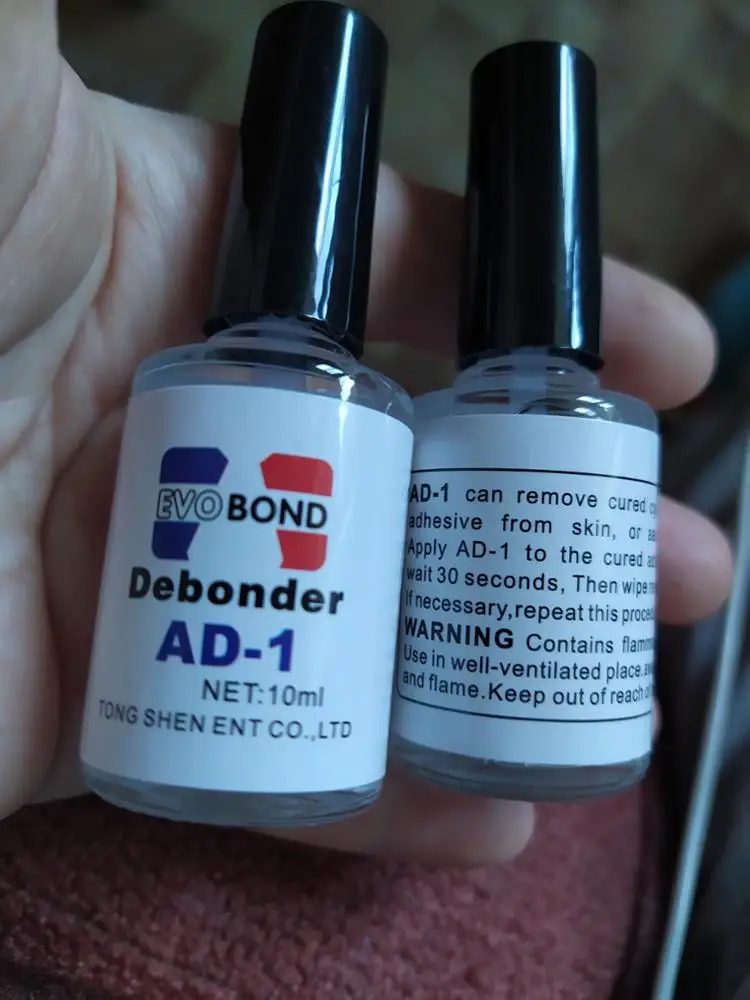 EVO BOND
Debonder
AD-1
NET:10ml
TONG SHEN ENT CO.,LTD
AD-1 can remove cured
adhesive from skin, or
Apply AD-1 to the cured
wait 30 seconds, Then wipe
If necessary,repeat this
WARNING Contains
Use in well-ventilated place.
and flame.Keep out of reach